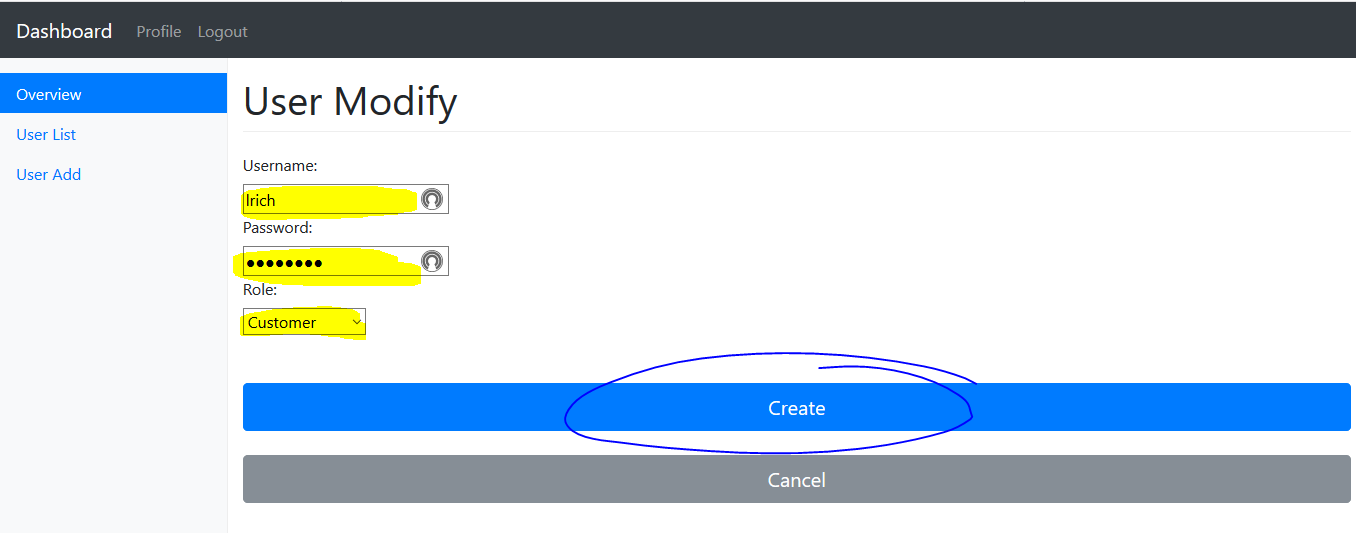 Dashboard Profile Logout
Overview
User List
User Add
User Modify
Username:
lrich
Password:
●●●●●●●●
Role:
Customer
Create
Cancel